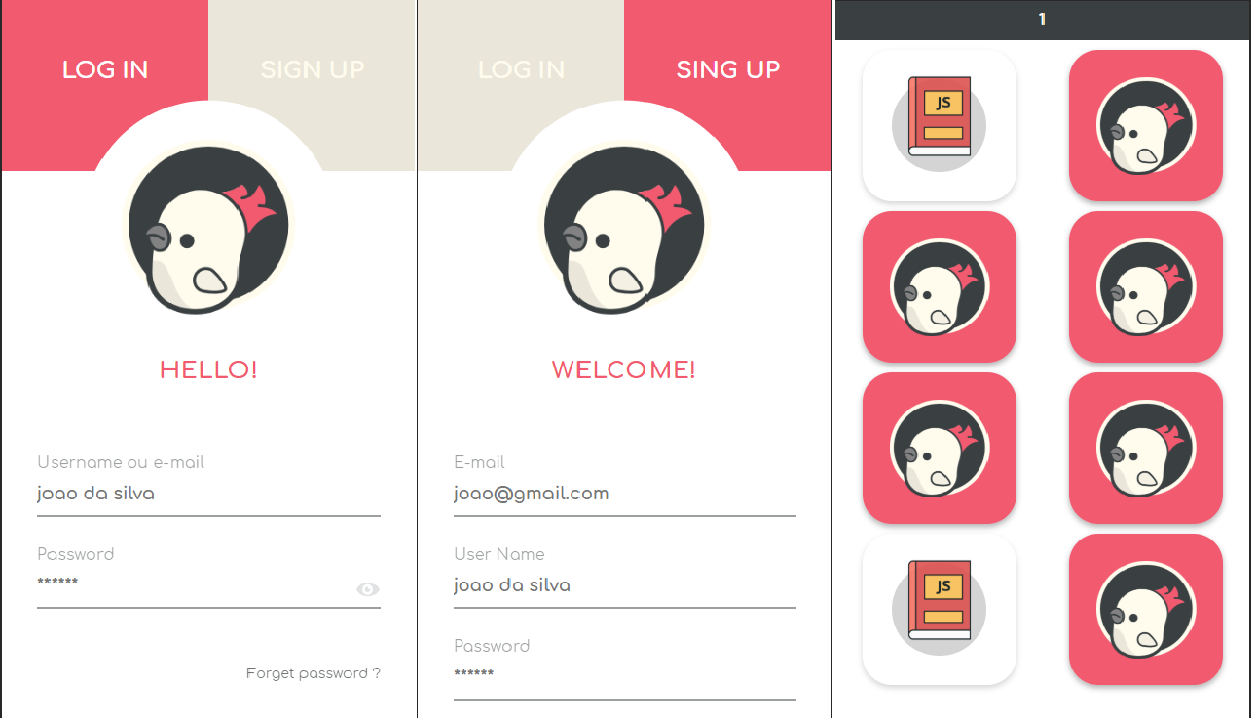 LOG IN
SIGN UP
HELLO!
Username ou e-mail
joao da silva
Password
******
Forget password ?
LOG IN
SING UP
WELCOME!
E-mail
joao@gmail.com
User Name
joao da silva
Password
******
1
JS
JS